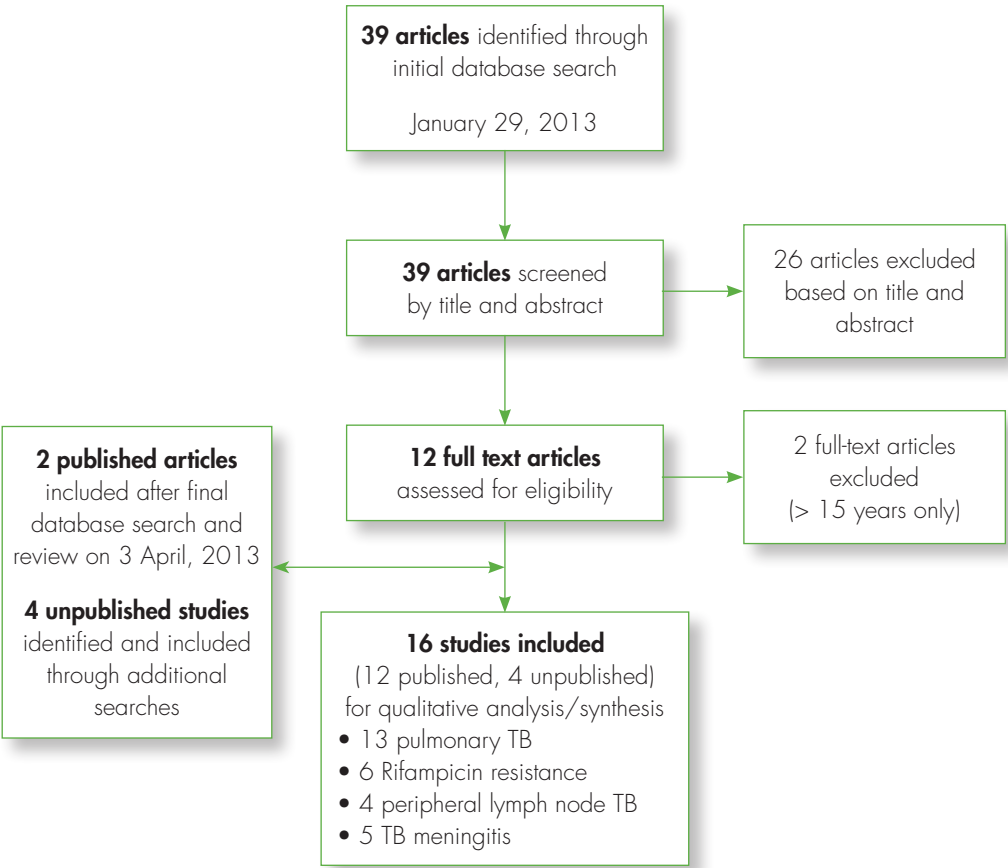 39 articles identified through
initial database search
January 29, 2013
39 articles screened
by title and abstract
26 articles excluded
based on title and
abstract
12 full text articles
assessed for eligibility
2 full-text articles
excluded
(> 15 years only)
2 published articles
included after final
database search and
review on 3 April, 2013
4 unpublished studies
identified and included
through additional
searches
16 studies included
(12 published, 4 unpublished)
for qualitative analysis/synthesis
• 13 pulmonary TB
• 6 Rifampicin resistance
• 4 peripheral lymph node TB
• 5 TB meningitis